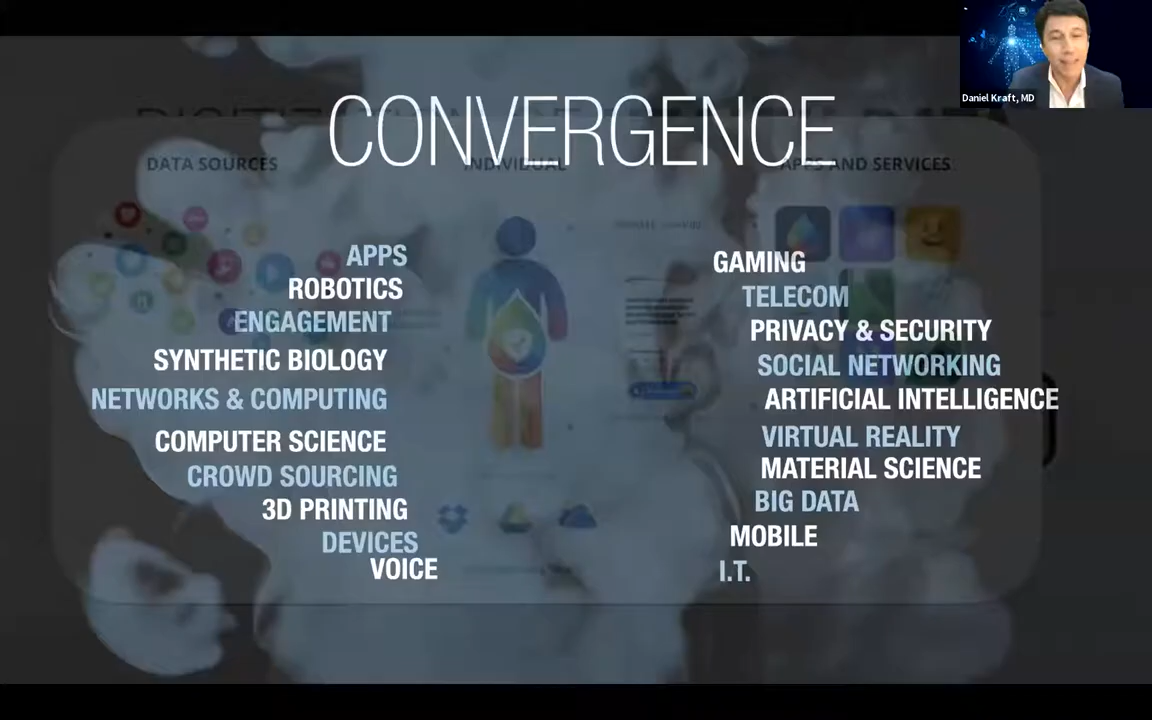 CONVERGENCE
DATA SOURCES
INDIVIDUAL
APPS AND SERVICES
APPS
ROBOTICS
ENGAGEMENT
SYNTHETIC BIOLOGY
NETWORKS & COMPUTING
COMPUTER SCIENCE
CROWD SOURCING
3D PRINTING
DEVICES
VOICE
GAMING
TELECOM
PRIVACY & SECURITY
SOCIAL NETWORKING
ARTIFICIAL INTELLIGENCE
VIRTUAL REALITY
MATERIAL SCIENCE
BIG DATA
MOBILE
I.T.
Daniel Kraft, MD